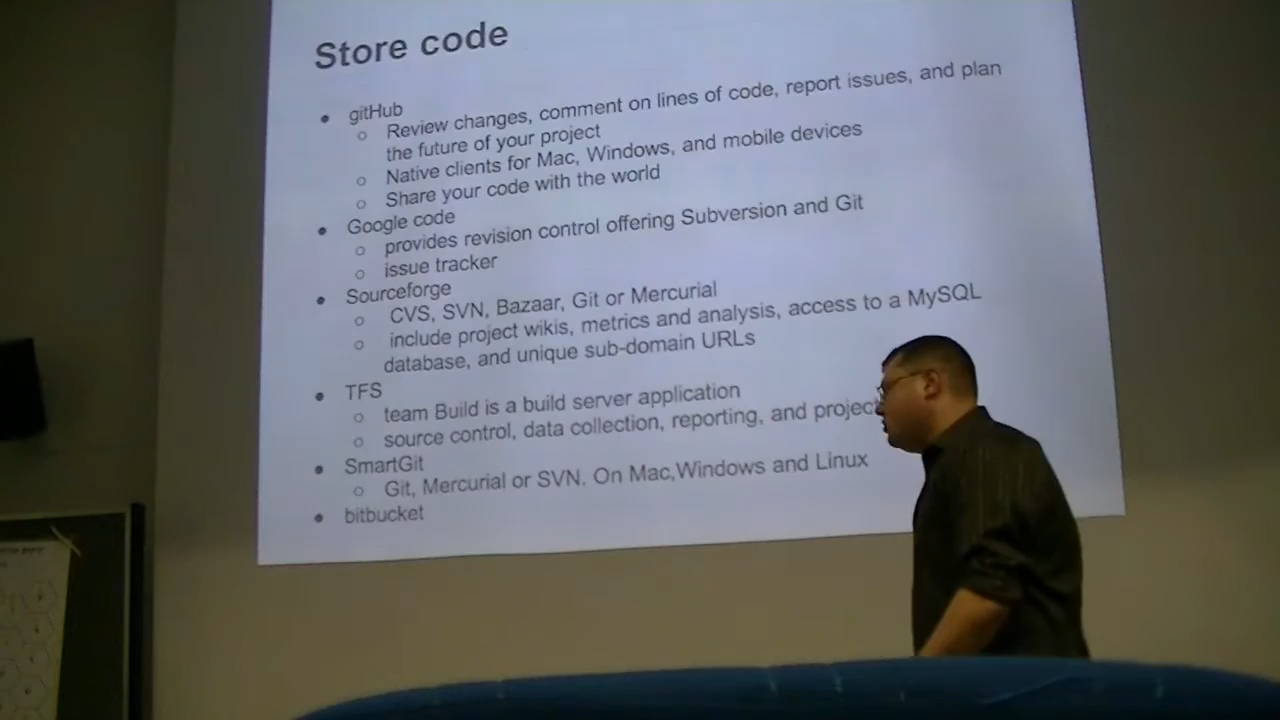 Store code
• gitHub
○ Review changes, comment on lines of code, report issues, and plan
the future of your project
○ Native clients for Mac, Windows, and mobile devices
○ Share your code with the world
• Google code
○ provides revision control offering Subversion and Git
○ issue tracker
• Sourceforge
○ CVS, SVN, Bazaar, Git or Mercurial
○ include project wikis, metrics and analysis, access to a MySQL
database, and unique sub-domain URLs
• TFS
○ team Build is a build server application
○ source control, data collection, reporting, and project
• SmartGit
○ Git, Mercurial or SVN. On Mac,Windows and Linux
• bitbucket